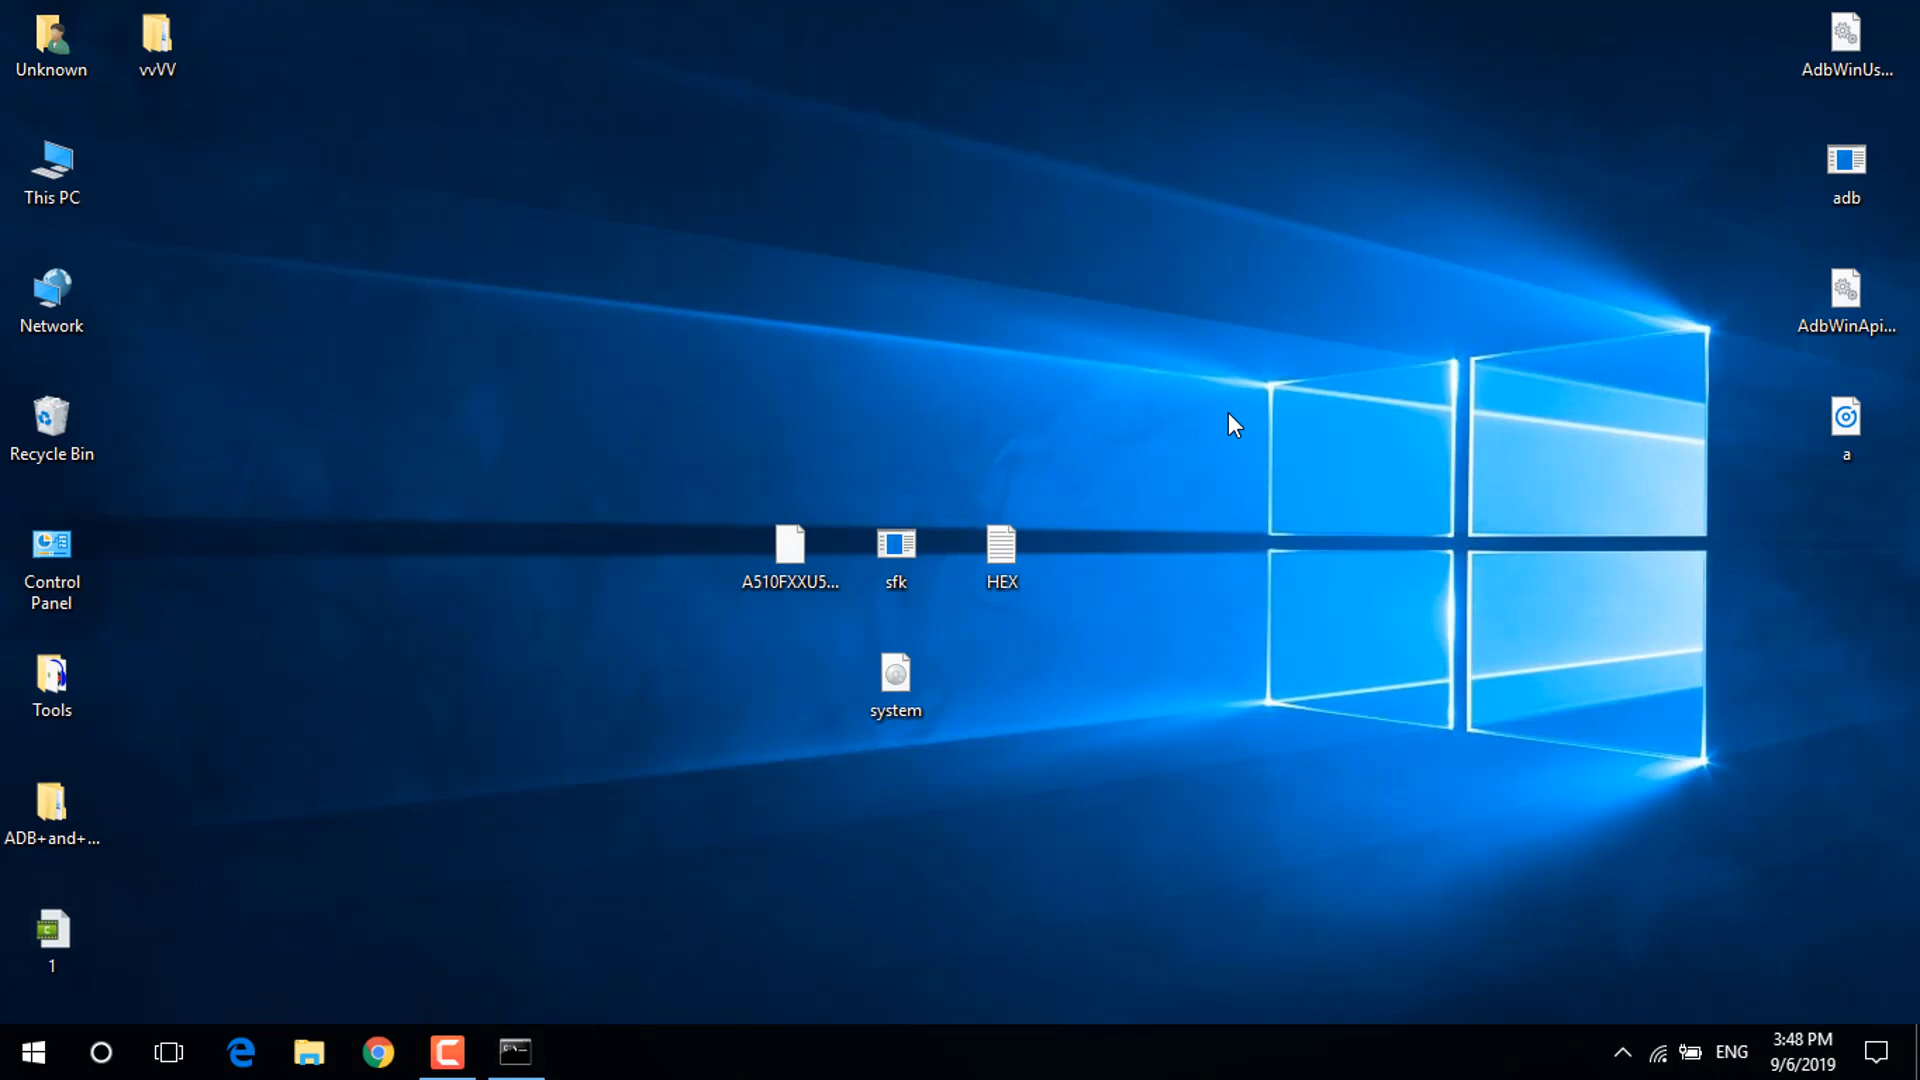 Unknown
vvVV
AdbWinUs...
This PC
adb
Network
AdbWinApi...
Recycle Bin
a
Control
Panel
A510FXXU5...
sfk
HEX
Tools
system
ADB+and+...
1
ENG
3:48 PM
9/6/2019